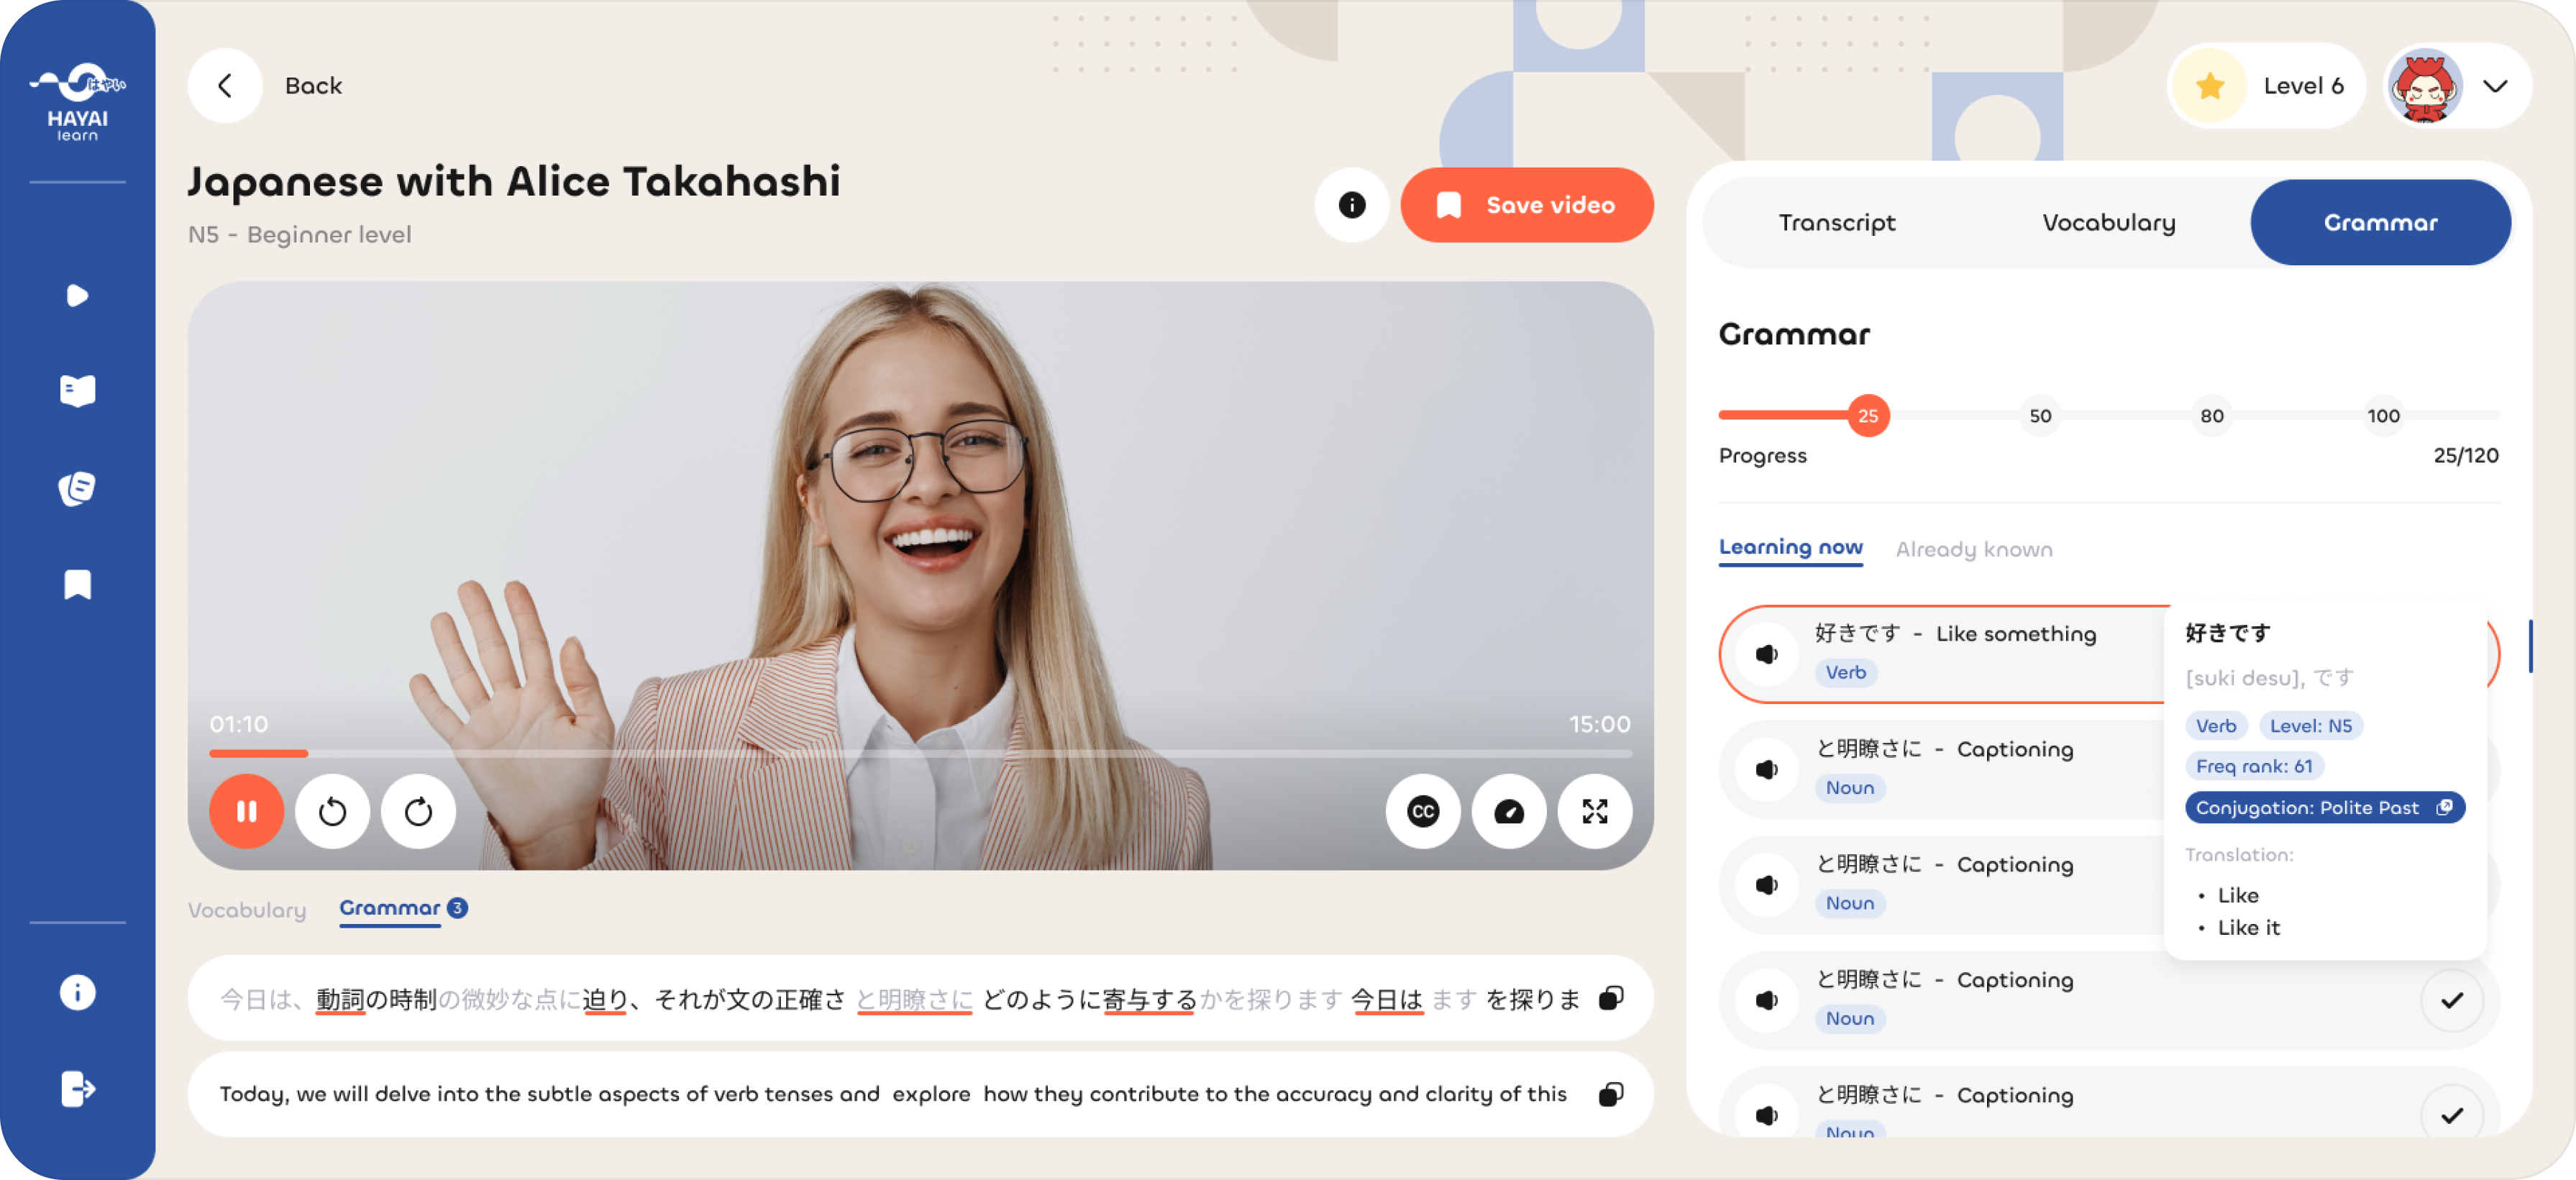 はやい
HAYAI
learn
Back
Level 6
Japanese with Alice Takahashi
N5 - Beginner level
Save video
01:10
15:00
CC
Vocabulary
Grammar 3
今日は、動詞の時制の微妙な点に迫り、それが文の正確さ と明瞭さに どのように寄与するかを探ります 今日は ます を探りま
Today, we will delve into the subtle aspects of verb tenses and explore how they contribute to the accuracy and clarity of this
Transcript
Vocabulary
Grammar
Grammar
25
50
80
100
Progress
25/120
Learning now
Already known
好きです - Like something
Verb
と明瞭さに - Captioning
Noun
と明瞭さに - Captioning
Noun
と明瞭さに - Captioning
Noun
と明瞭さに - Captioning
Noun
好きです
[suki desu], です
Verb
Level: N5
Freq rank: 61
Conjugation: Polite Past
Translation:
• Like
• Like it